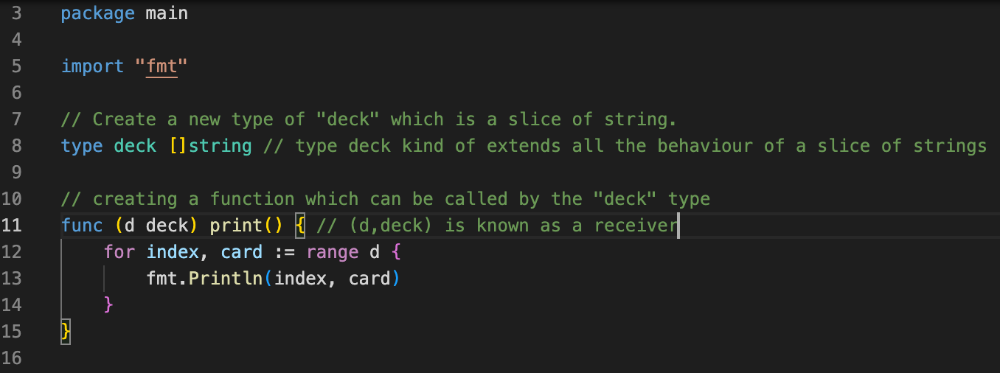 3 package main
4
5 import "fmt"
6
7 // Create a new type of "deck" which is a slice of string.
8 type deck []string // type deck kind of extends all the behaviour of a slice of strings
9
10 // creating a function which can be called by the "deck" type
11 func (d deck) print() { // (d,deck) is known as a receiver
12 for index, card := range d {
13 fmt.Println(index, card)
14 }
15 }
16